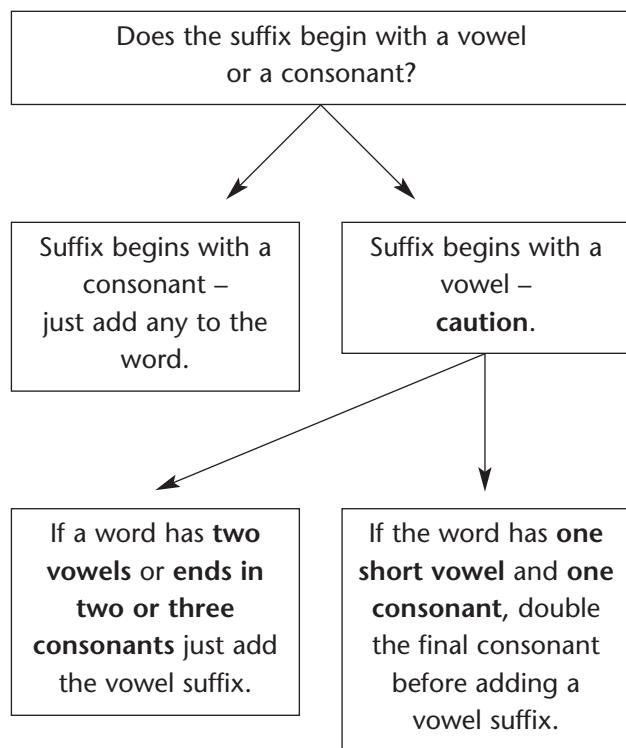 Does the suffix begin with a vowel
or a consonant?
Suffix begins with a
consonant –
just add any to the
word.
Suffix begins with a
vowel –
caution.
If a word has two
vowels or ends in
two or three
consonants just add
the vowel suffix.
If the word has one
short vowel and one
consonant, double
the final consonant
before adding a
vowel suffix.